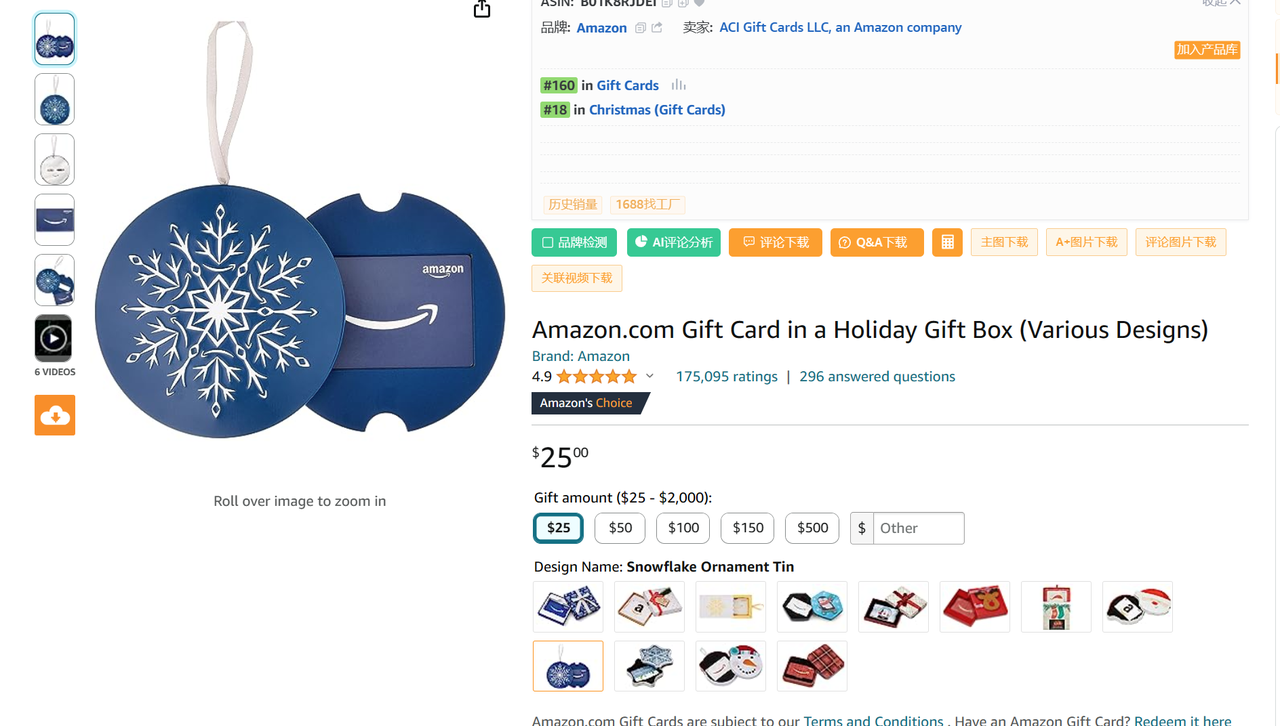 ASIN: B01K8RJDEI 收起
品牌: Amazon 卖家: ACI Gift Cards LLC, an Amazon company
加入产品库
#160 in Gift Cards
#18 in Christmas (Gift Cards)
历史销量 1688找工厂
品牌检测 AI评论分析 评论下载 Q&A下载 主图下载 A+图片下载 评论图片下载
关联视频下载
amazon
6 VIDEOS
Roll over image to zoom in
Amazon.com Gift Card in a Holiday Gift Box (Various Designs)
Brand: Amazon
4.9 175,095 ratings | 296 answered questions
Amazon's Choice
$25 00
Gift amount ($25 - $2,000):
$25 $50 $100 $150 $500 $ Other
Design Name: Snowflake Ornament Tin
Amazon.com Gift Cards are subject to our Terms and Conditions . Have an Amazon Gift Card? Redeem it here